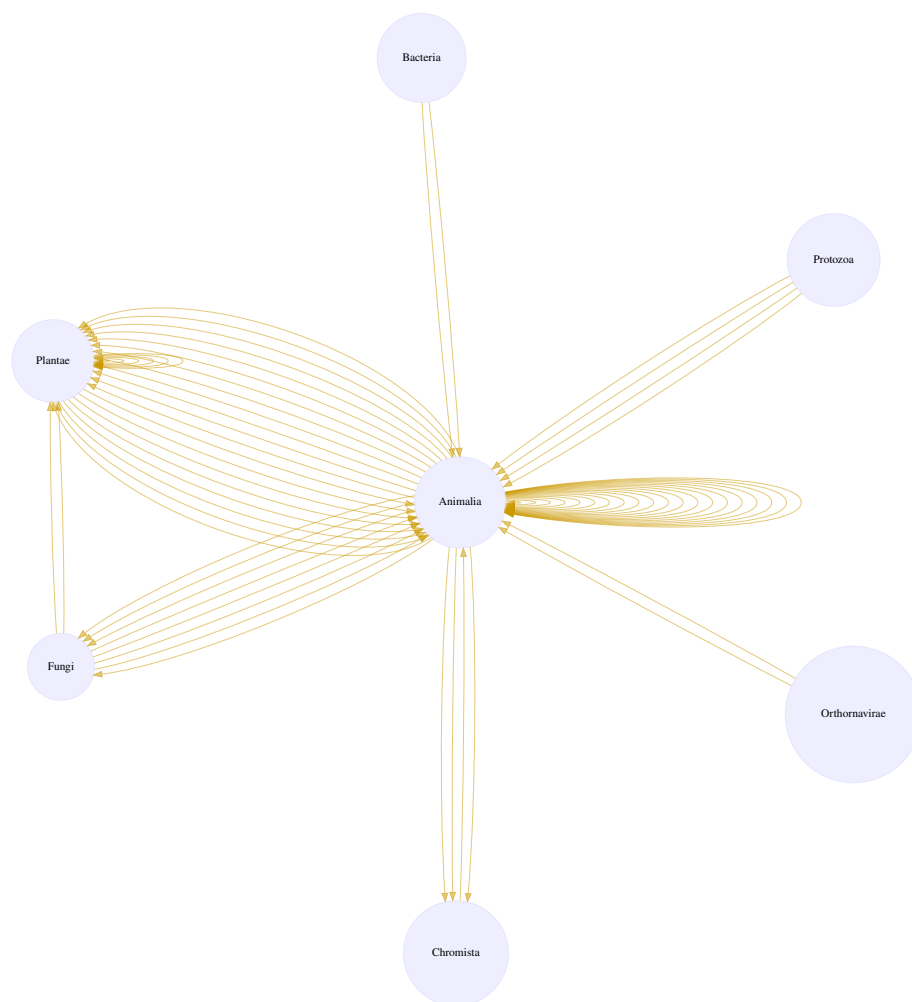 Bacteria
Protozoa
Plantae
Animalia
Fungi
Orthornavirae
Chromista